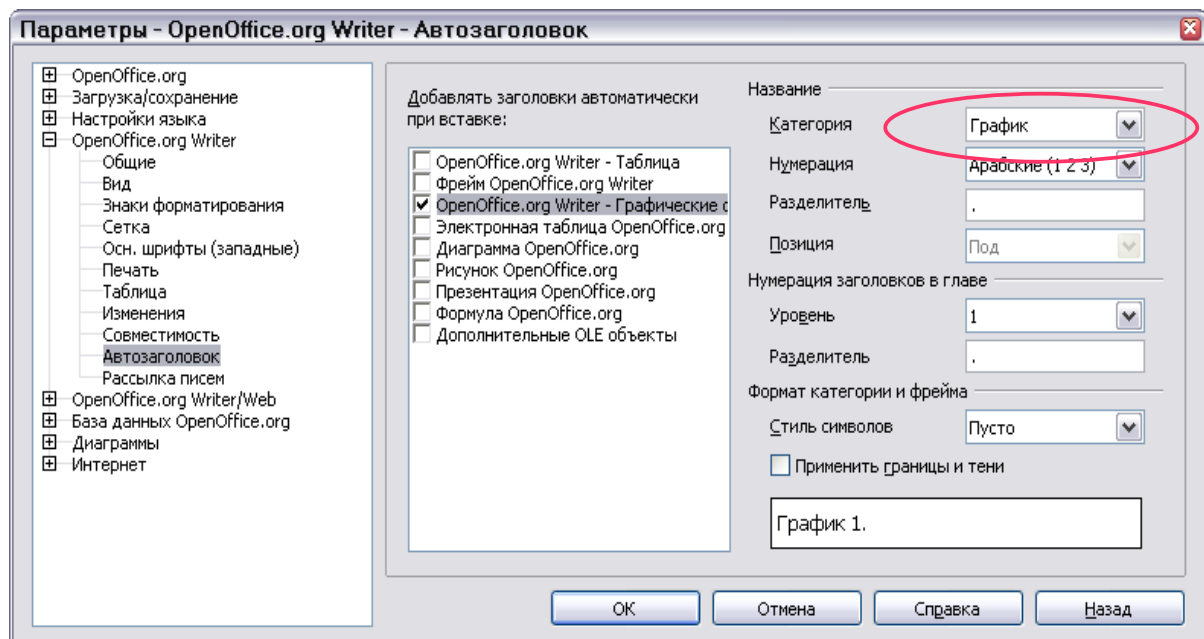 Параметры - OpenOffice.org Writer - Автозаголовок
OpenOffice.org
Загрузка/сохранение
Настройки языка
OpenOffice.org Writer
Общие
Вид
Знаки форматирования
Сетка
Осн. шрифты (западные)
Печать
Таблица
Изменения
Совместимость
Автозаголовок
Рассылка писем
OpenOffice.org Writer/Web
База данных OpenOffice.org
Диаграммы
Интернет
Добавлять заголовки автоматически
при вставке:
OpenOffice.org Writer - Таблица
Фрейм OpenOffice.org Writer
OpenOffice.org Writer - Графические о
Электронная таблица OpenOffice.org
Диаграмма OpenOffice.org
Рисунок OpenOffice.org
Презентация OpenOffice.org
Формула OpenOffice.org
Дополнительные OLE объекты
Название
Категория График
Нумерация Арабские (1 2 3)
Разделитель .
Позиция Под
Нумерация заголовков в главе
Уровень 1
Разделитель .
Формат категории и фрейма
Стиль символов Пусто
Применить границы и тени
График 1.
ОК Отмена Справка Назад